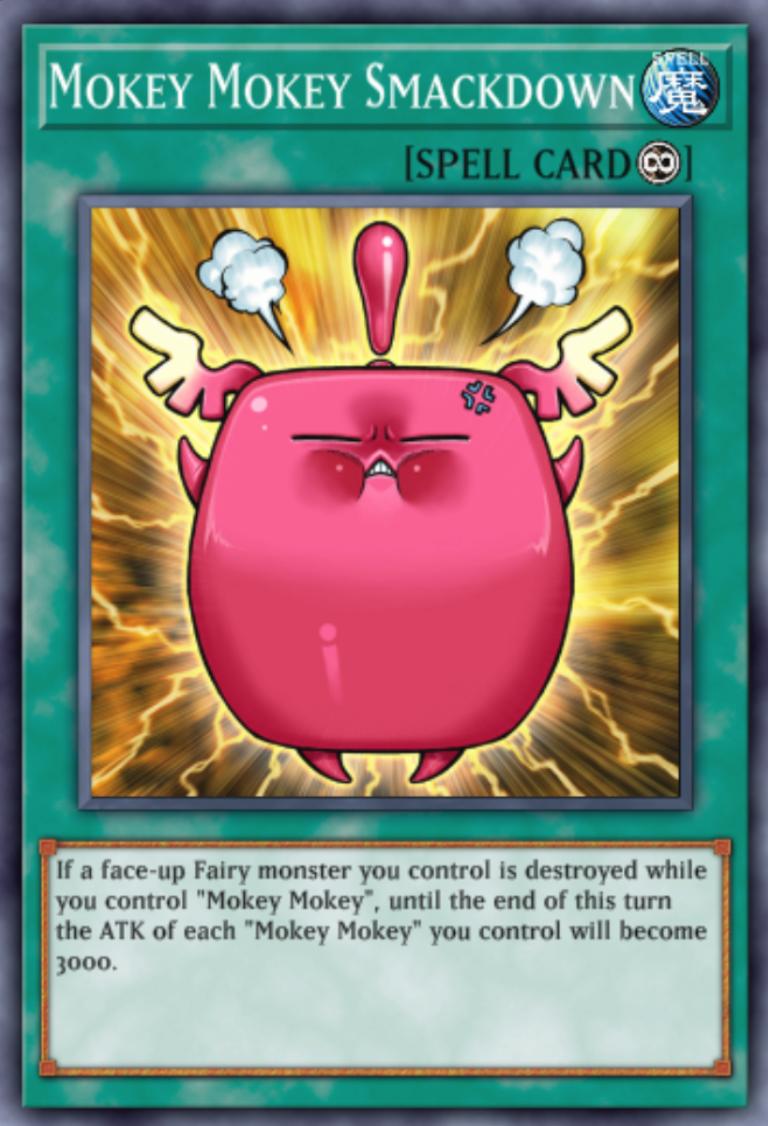 MOKEY MOKEY SMACKDOWN
SPELL
魔
[SPELL CARD♾]
If a face-up Fairy monster you control is destroyed while
you control "Mokey Mokey", until the end of this turn
the ATK of each "Mokey Mokey" you control will become
3000.